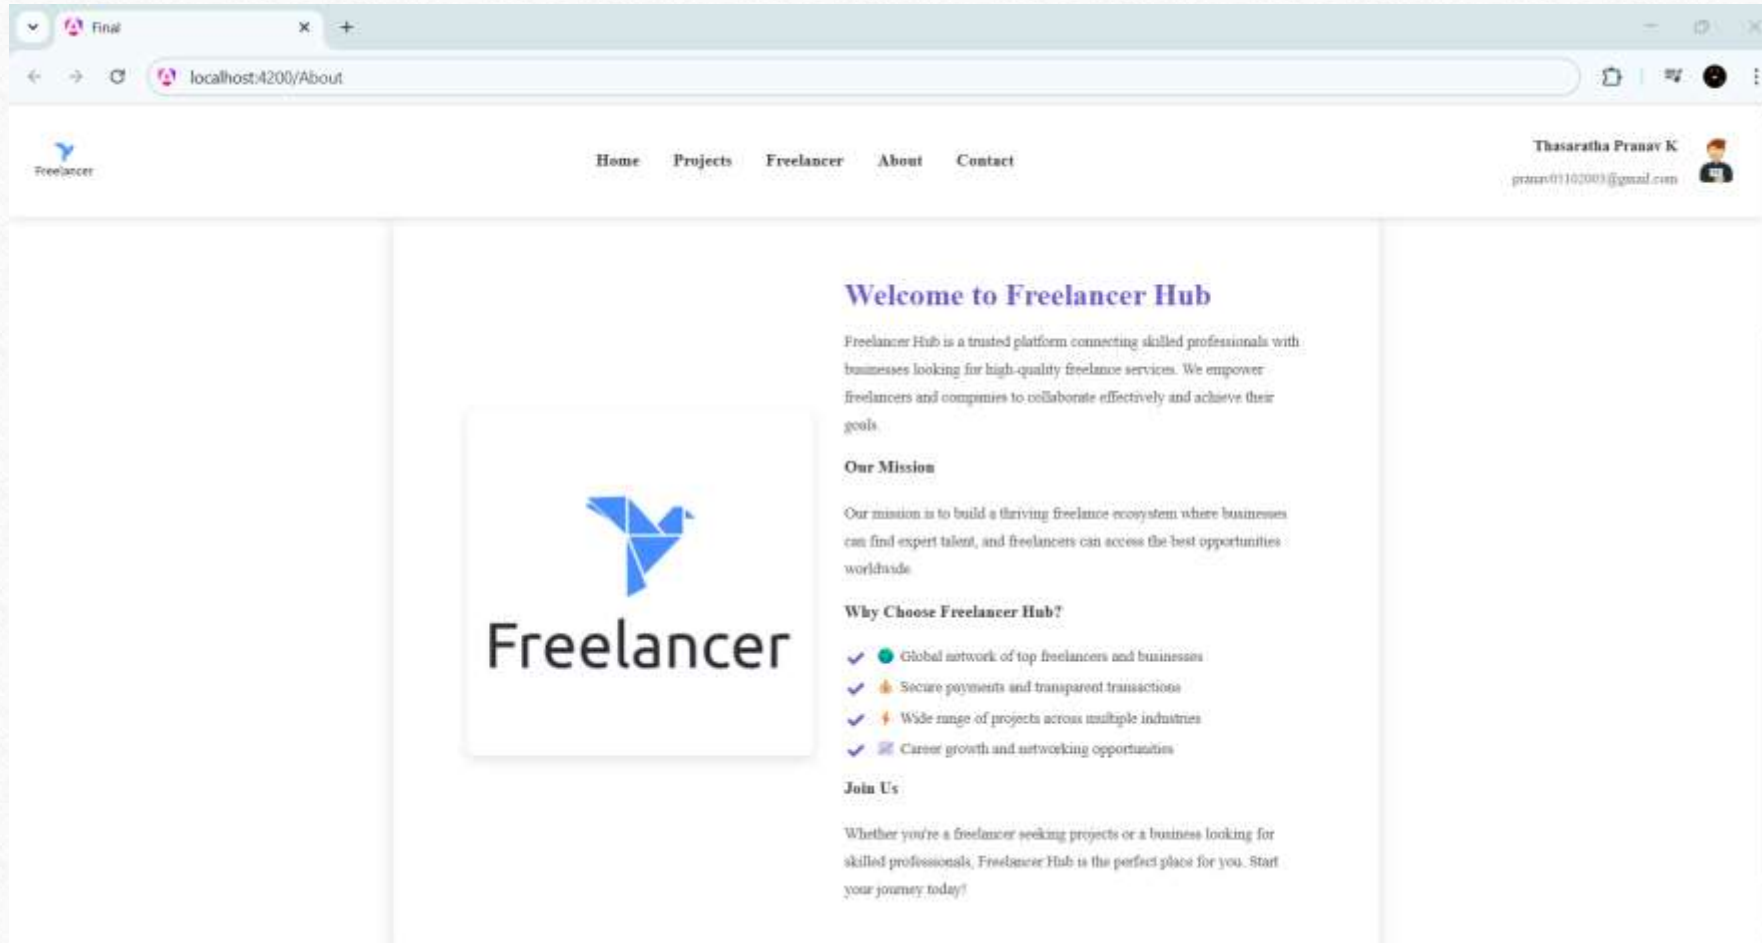 Final
localhost:4200/About
Freelancer
Home Projects Freelancer About Contact
Thasaratha Pranav K
pranav01102003@gmail.com
Welcome to Freelancer Hub
Freelancer Hub is a trusted platform connecting skilled professionals with
businesses looking for high-quality freelance services. We empower
freelancers and companies to collaborate effectively and achieve their
goals.
Freelancer
Our Mission
Our mission is to build a thriving freelance ecosystem where businesses
can find expert talent, and freelancers can access the best opportunities
worldwide.
Why Choose Freelancer Hub?
Global network of top freelancers and businesses
Secure payments and transparent transactions
Wide range of projects across multiple industries
Career growth and networking opportunities
Join Us
Whether you're a freelancer seeking projects or a business looking for
skilled professionals, Freelancer Hub is the perfect place for you. Start
your journey today!